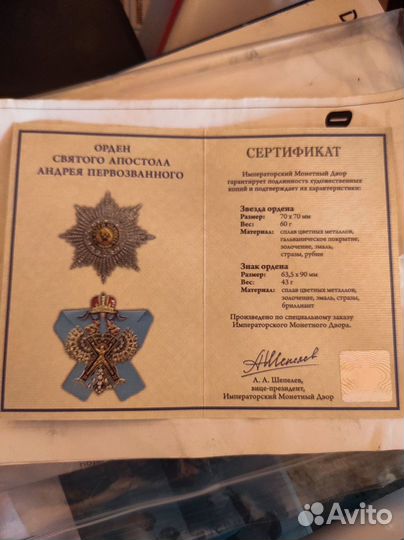 D
ОРДЕН
СВЯТОГО АПОСТОЛА
АНДРЕЯ ПЕРВОЗВАННОГО
СЕРТИФИКАТ
Императорский Монетный Двор
гарантирует подлинность художественных
копий и подтверждает их характеристики:
Звезда ордена
Размер: 70 x 70 мм
Вес: 60 г
Материал: сплав цветных металлов,
гальваническое покрытие,
золочение, эмаль,
стразы, рубин
Знак ордена
Размер: 63,5 x 90 мм
Вес: 43 г
Материал: сплав цветных металлов,
золочение, эмаль, стразы,
бриллиант
Произведено по специальному заказу
Императорского Монетного Двора.
АШепелев
А. А. Шепелев,
вице-президент,
Императорский Монетный Двор
Avito